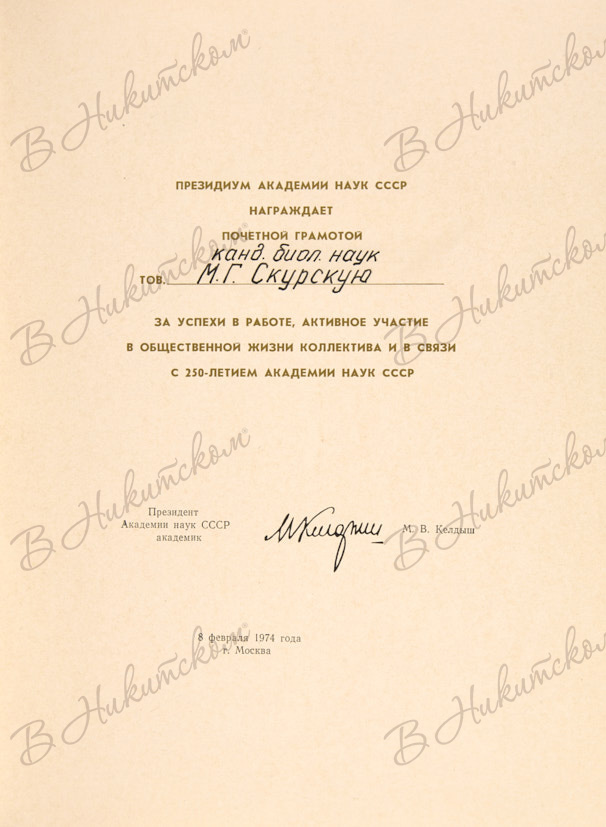 В Никитском®
В Никитском
ПРЕЗИДИУМ АКАДЕМИИ НАУК СССР
НАГРАЖДАЕТ
ПОЧЕТНОЙ ГРАМОТОЙ
канд. биол. наук
ТОВ. М.Г. Скурскую
В Никитском®
В Никитском
ЗА УСПЕХИ В РАБОТЕ, АКТИВНОЕ УЧАСТИЕ
В ОБЩЕСТВЕННОЙ ЖИЗНИ КОЛЛЕКТИВА И В СВЯЗИ
С 250-ЛЕТИЕМ АКАДЕМИИ НАУК СССР
В Никитском®
В Никитском
Президент
Академии наук СССР
академик
МКелдыш
М. В. Келдыш
8 февраля 1974 года
г. Москва
В Никитском®
В Никитском